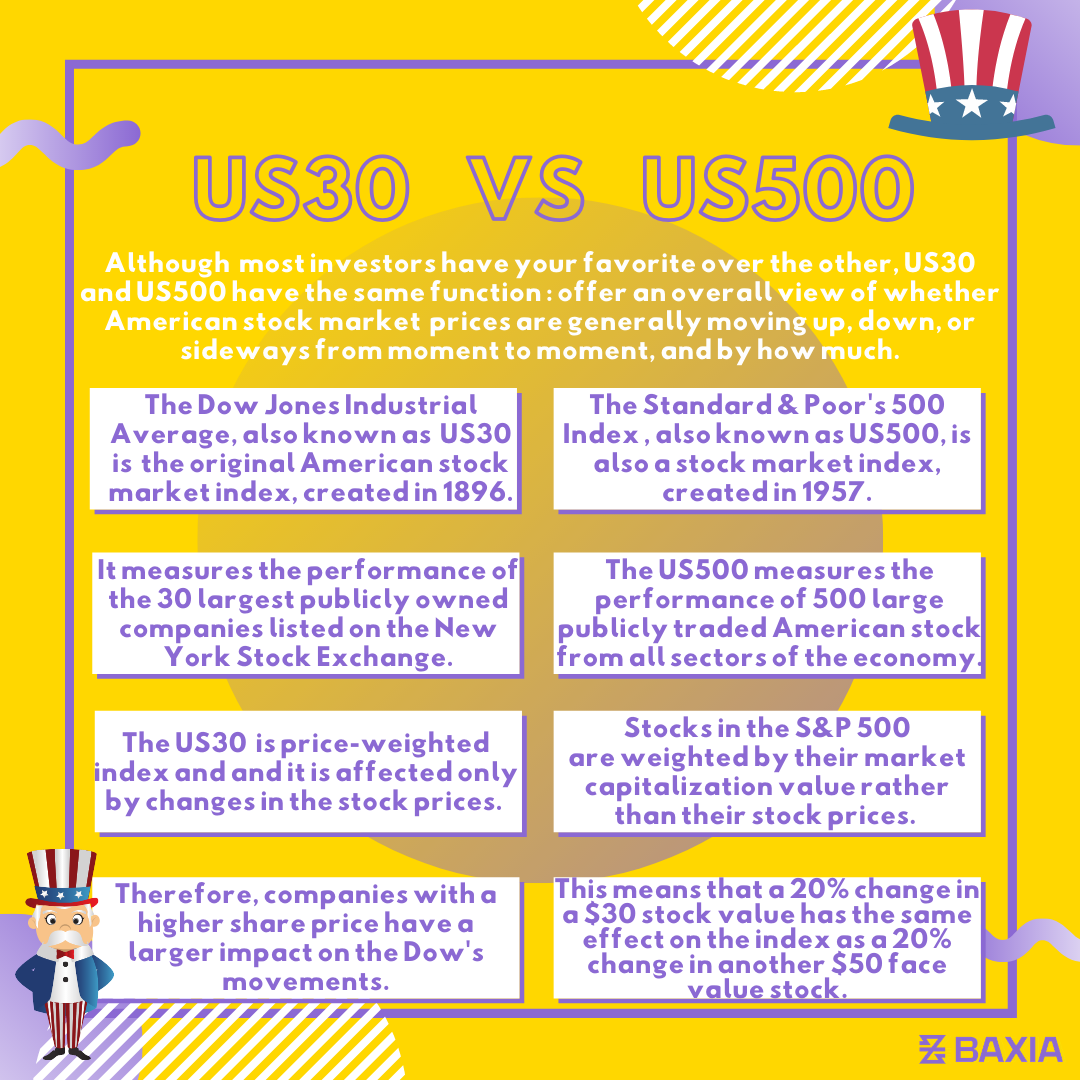 US30 VS US500
Although most investors have your favorite over the other, US30
and US500 have the same function : offer an overall view of whether
American stock market prices are generally moving up, down, or
sideways from moment to moment, and by how much.
The Dow Jones Industrial
Average, also known as US30
is the original American stock
market index, created in 1896.
The Standard & Poor's 500
Index , also known as US500, is
also a stock market index,
created in 1957.
It measures the performance of
the 30 largest publicly owned
companies listed on the New
York Stock Exchange.
The US500 measures the
performance of 500 large
publicly traded American stock
from all sectors of the economy.
The US30 is price-weighted
index and and it is affected only
by changes in the stock prices.
Stocks in the S&P 500
are weighted by their market
capitalization value rather
than their stock prices.
Therefore, companies with a
higher share price have a
larger impact on the Dow's
movements.
This means that a 20% change in
a $30 stock value has the same
effect on the index as a 20%
change in another $50 face
value stock.
BAXIA